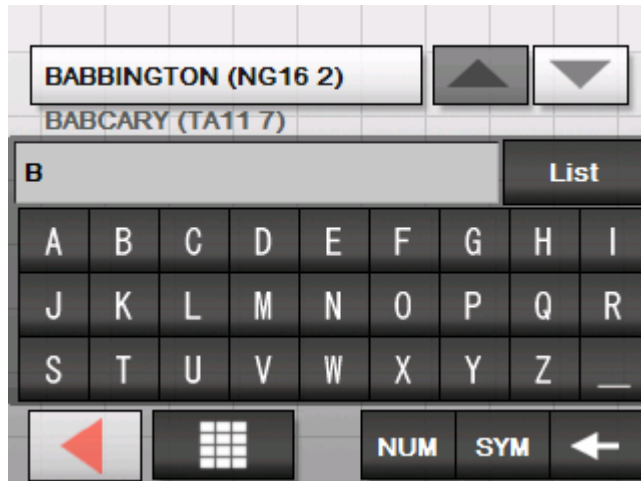 BABBINGTON (NG16 2)
BABCARY (TA11 7)
B List
A B C D E F G H I
J K L M N O P Q R
S T U V W X Y Z _
NUM SYM